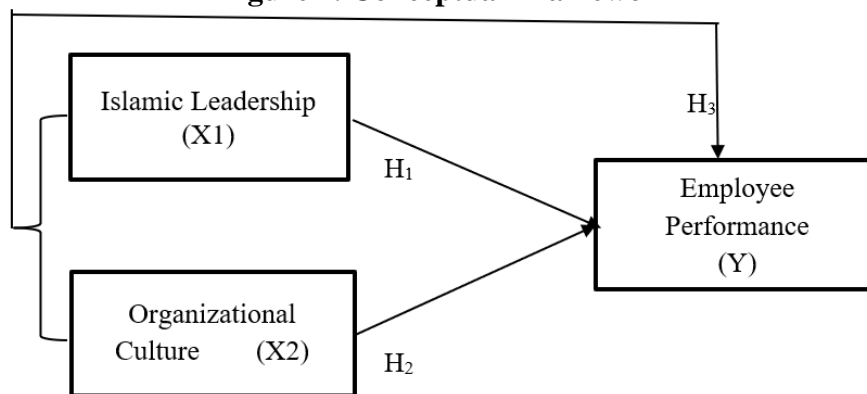 Islamic Leadership
(X1)
H3
H1
Employee
Performance
(Y)
Organizational
Culture (X2)
H2